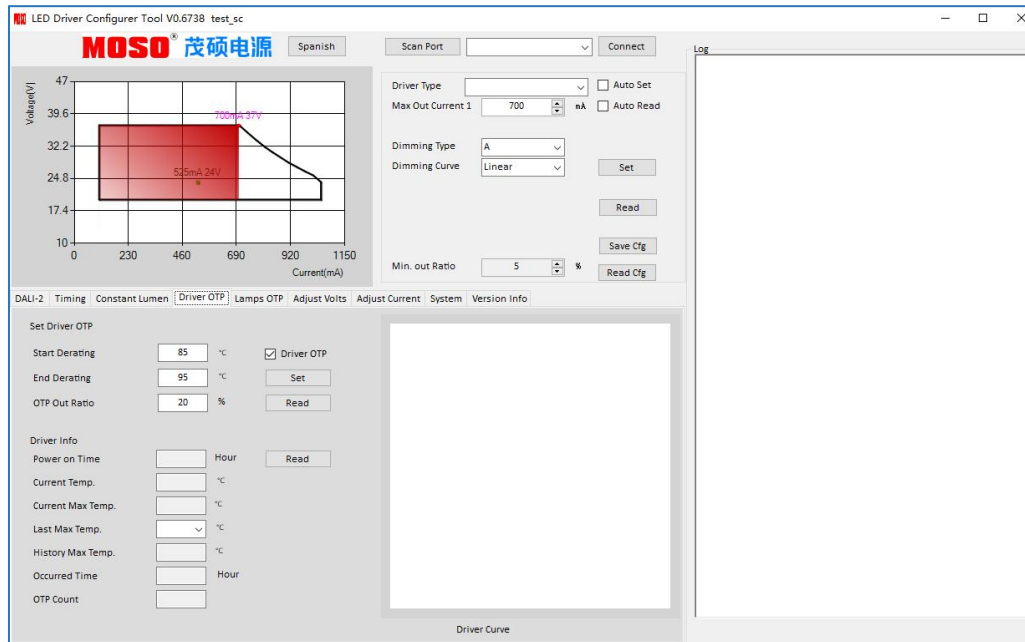 LED Driver Configurer Tool V0.6738 test_sc
MOSO® 茂硕电源
Spanish
Scan Port
Connect
Log
Voltage(V)
47
39.6
32.2
24.8
17.4
10
700mA 37V
525mA 24V
0 230 460 690 920 1150
Current(mA)
Driver Type
Auto Set
Max Out Current 1 700 mA
Auto Read
Dimming Type A
Dimming Curve Linear
Set
Read
Save Cfg
Min. out Ratio 5 %
Read Cfg
DALI-2 Timing Constant Lumen Driver OTP Lamps OTP Adjust Volts Adjust Current System Version Info
Set Driver OTP
Start Derating 85 °C
Driver OTP
End Derating 95 °C
Set
OTP Out Ratio 20 %
Read
Driver Info
Power on Time Hour
Read
Current Temp. °C
Current Max Temp. °C
Last Max Temp. °C
History Max Temp. °C
Occurred Time Hour
OTP Count
Driver Curve